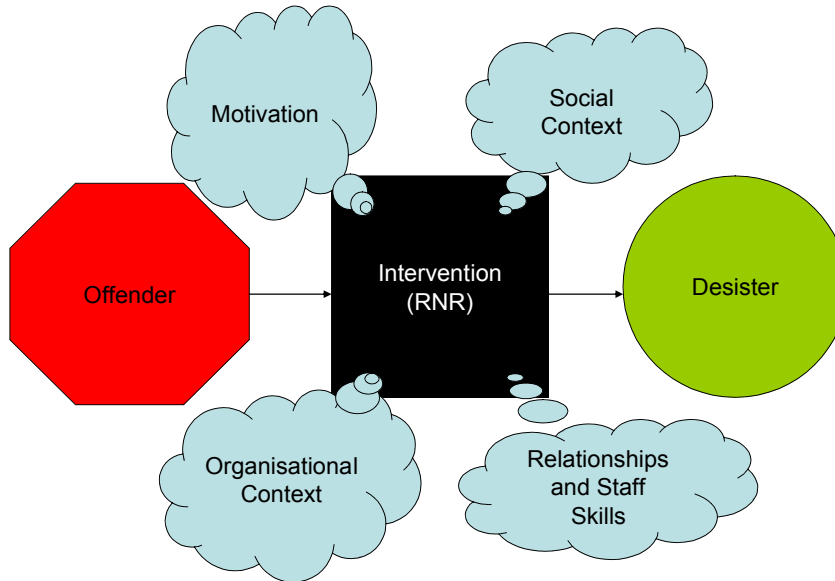 Motivation
Social
Context
Offender
Intervention
(RNR)
Desister
Organisational
Context
Relationships
and Staff
Skills